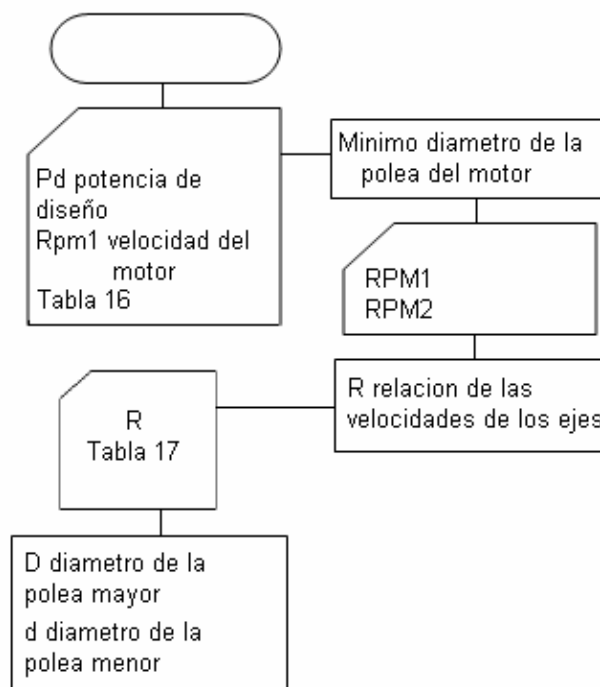 Pd potencia de
diseño
Rpm1 velocidad del
motor
Tabla 16
Minimo diametro de la
polea del motor
RPM1
RPM2
R relacion de las
velocidades de los ejes
R
Tabla 17
D diametro de la
polea mayor
d diametro de la
polea menor